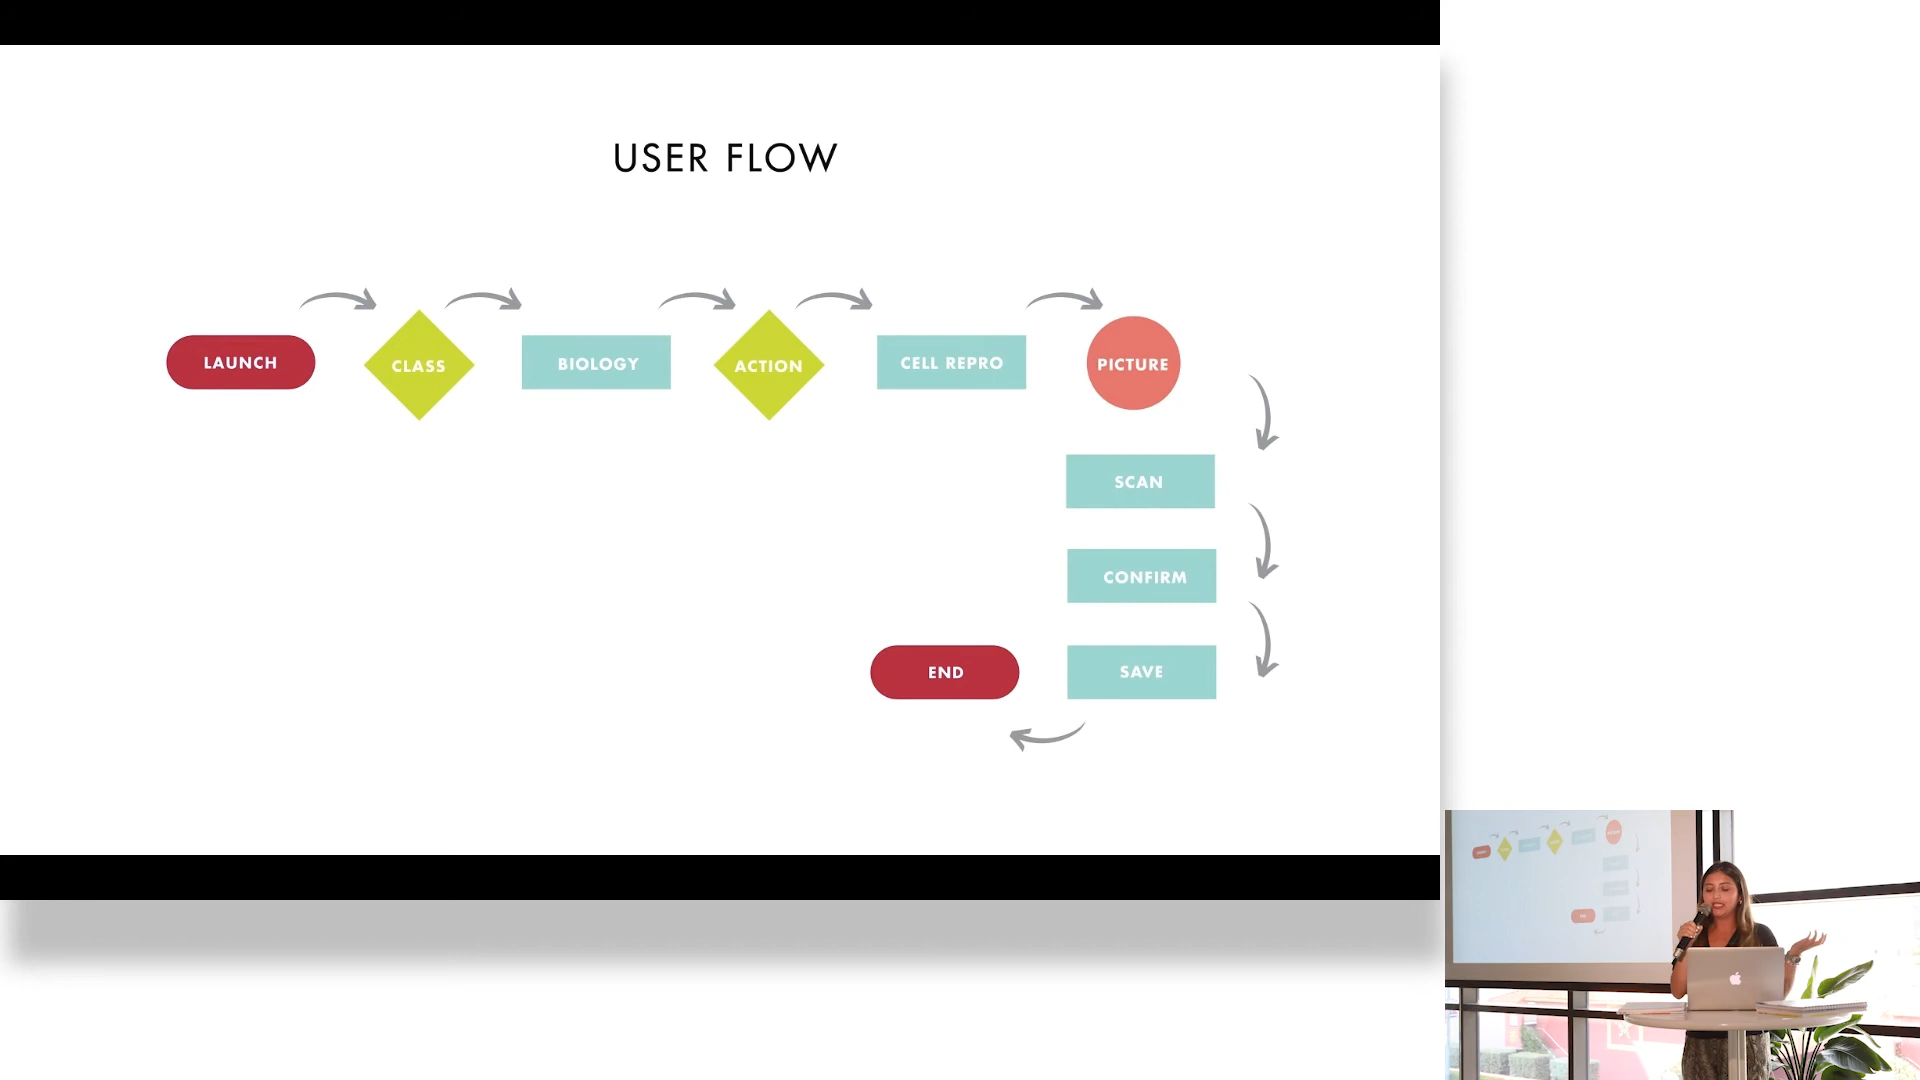 USER FLOW
LAUNCH
CLASS
BIOLOGY
ACTION
CELL REPRO
PICTURE
SCAN
CONFIRM
SAVE
END